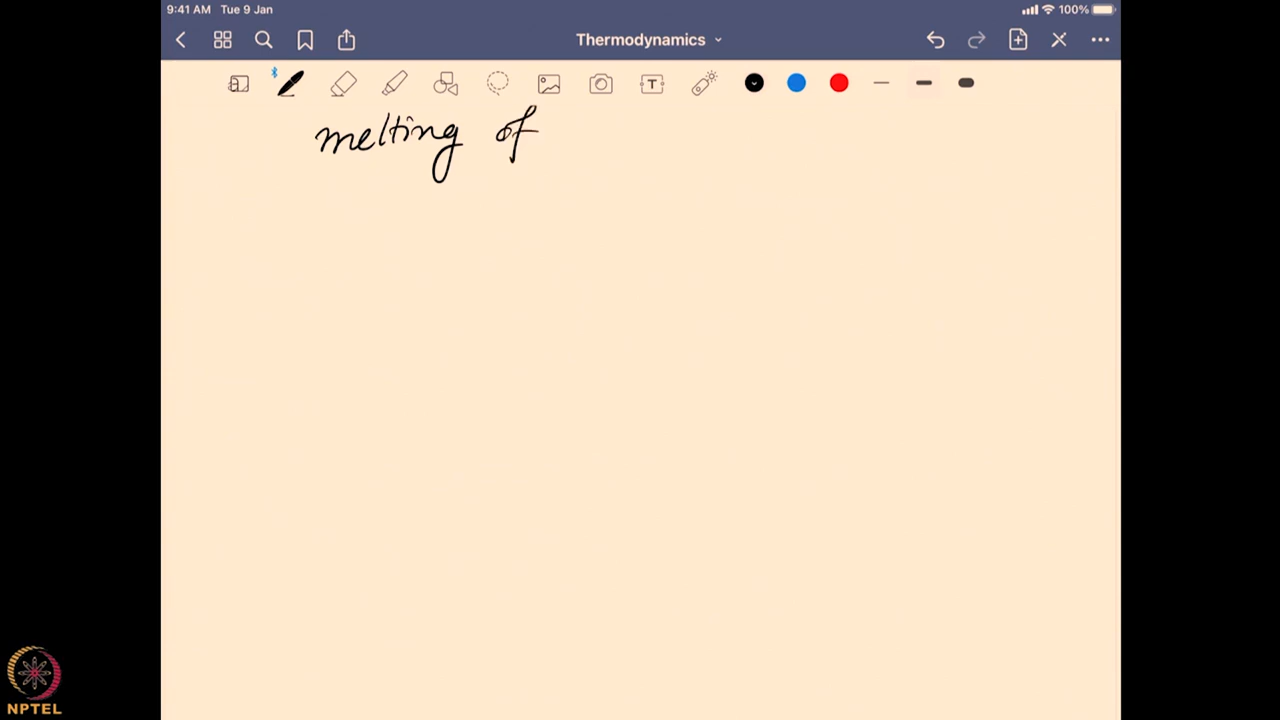 9:41 AM Tue 9 Jan 100%
Thermodynamics
T
melting of
NPTEL